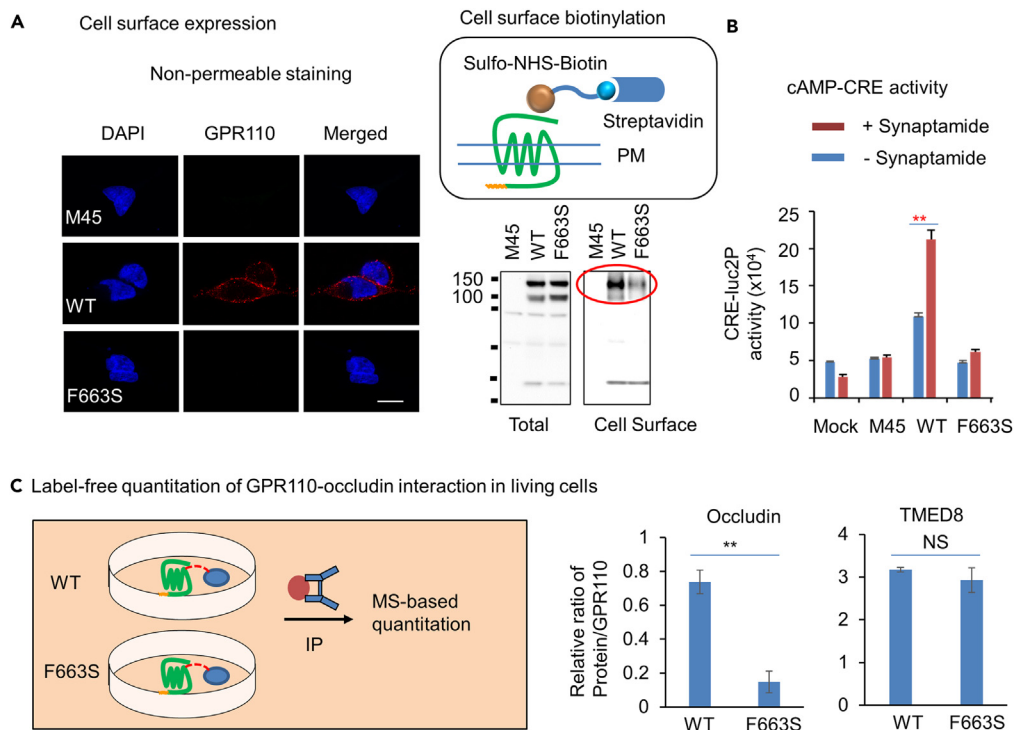 A
Cell surface expression
Non-permeable staining
DAPI GPR110 Merged
M45
WT
F663S
Cell surface biotinylation
Sulfo-NHS-Biotin
Streptavidin
PM
M45 WT F663S M45 WT F663S
150
100
Total Cell Surface
B
cAMP-CRE activity
+ Synaptamide
- Synaptamide
CRE-luc2P
activity (x10⁴)
25
20
15
10
5
0
Mock M45 WT F663S
**
C Label-free quantitation of GPR110-occludin interaction in living cells
WT
F663S
IP
MS-based
quantitation
Occludin
**
Relative ratio of
Protein/GPR110
1
0.8
0.6
0.4
0.2
0
WT F663S
TMED8
NS
4
3
2
1
0
WT F663S